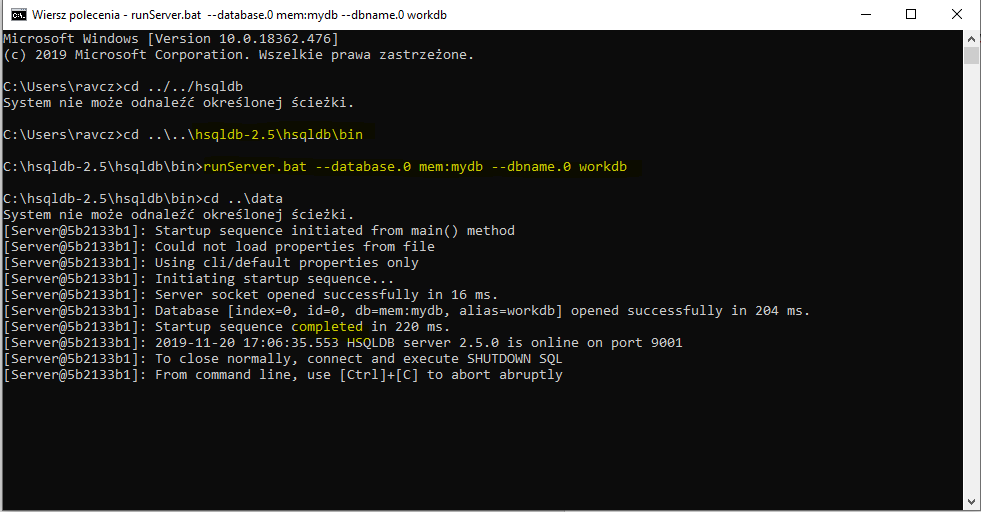 Wiersz polecenia - runServer.bat  --database.0 mem:mydb --dbname.0 workdb
Microsoft Windows [Version 10.0.18362.476]
(c) 2019 Microsoft Corporation. Wszelkie prawa zastrzeżone.
C:\Users\ravcz>cd ../../hsqldb
System nie może odnaleźć określonej ścieżki.
C:\Users\ravcz>cd ..\..\hsqldb-2.5\hsqldb\bin
C:\hsqldb-2.5\hsqldb\bin>runServer.bat --database.0 mem:mydb --dbname.0 workdb
C:\hsqldb-2.5\hsqldb\bin>cd ..\data
System nie może odnaleźć określonej ścieżki.
[Server@5b2133b1]: Startup sequence initiated from main() method
[Server@5b2133b1]: Could not load properties from file
[Server@5b2133b1]: Using cli/default properties only
[Server@5b2133b1]: Initiating startup sequence...
[Server@5b2133b1]: Server socket opened successfully in 16 ms.
[Server@5b2133b1]: Database [index=0, id=0, db=mem:mydb, alias=workdb] opened successfully in 204 ms.
[Server@5b2133b1]: Startup sequence completed in 220 ms.
[Server@5b2133b1]: 2019-11-20 17:06:35.553 HSQLDB server 2.5.0 is online on port 9001
[Server@5b2133b1]: To close normally, connect and execute SHUTDOWN SQL
[Server@5b2133b1]: From command line, use [Ctrl]+[C] to abort abruptly